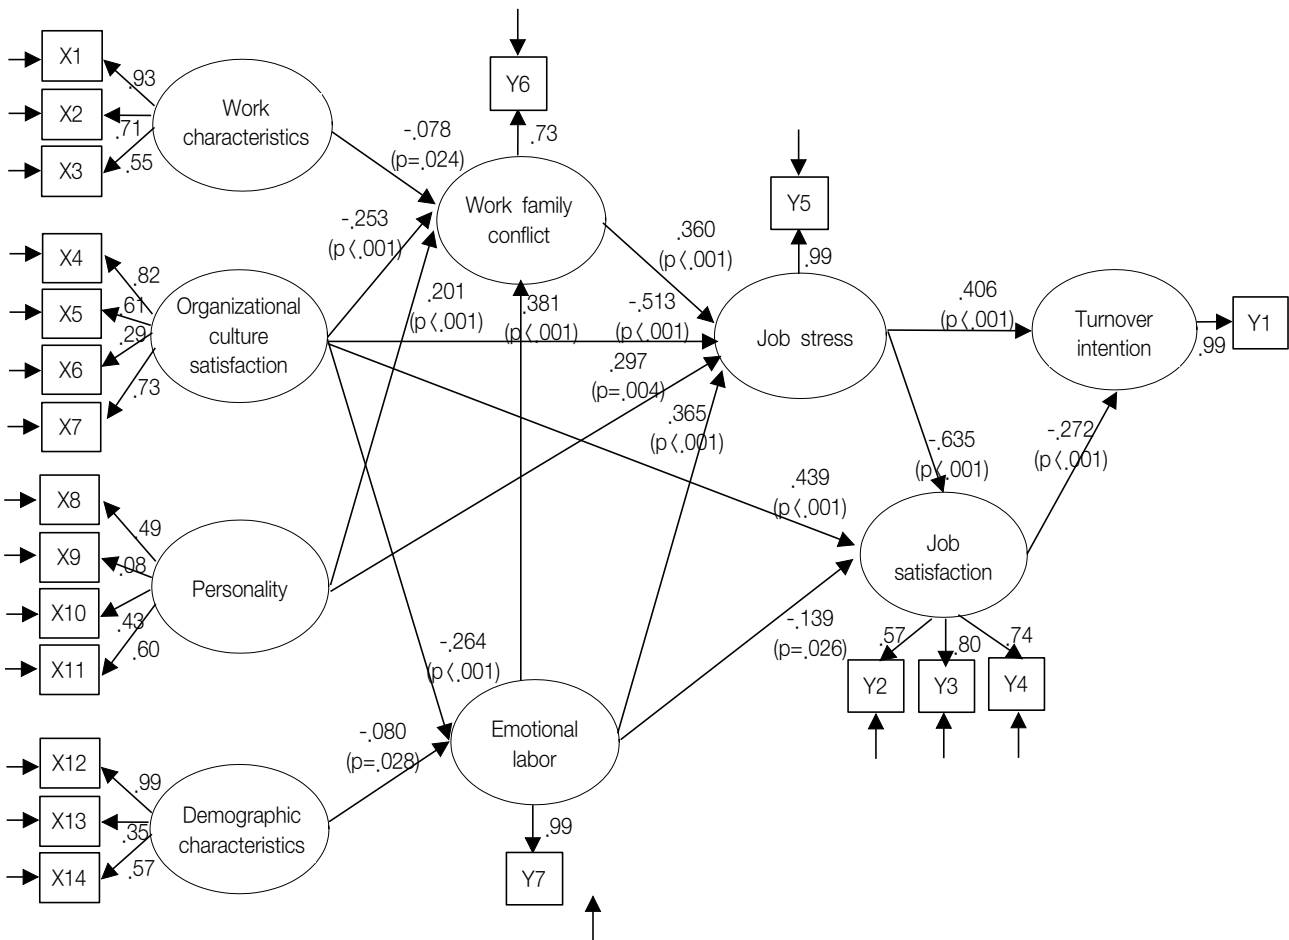 X1
.93
X2
.71
X3
.55
Work
characteristics
-.078
(p=.024)
Y6
.73
Work family
conflict
-.253
(p<.001)
X4
.82
X5
.61
X6
.29
X7
.73
Organizational
culture
satisfaction
.201
(p<.001)
.381
(p<.001)
.360
(p<.001)
-.513
(p<.001)
.297
(p=.004)
.365
(p<.001)
Y5
.99
Job stress
.406
(p<.001)
Turnover
intention
.99
Y1
-.635
(p<.001)
-.272
(p<.001)
.439
(p<.001)
Job
satisfaction
X8
.49
X9
.08
X10
.43
X11
.60
Personality
-.264
(p<.001)
-.139
(p=.026)
.57
.80
.74
Y2
Y3
Y4
Emotional
labor
-.080
(p=.028)
X12
.99
X13
.35
X14
.57
Demographic
characteristics
.99
Y7